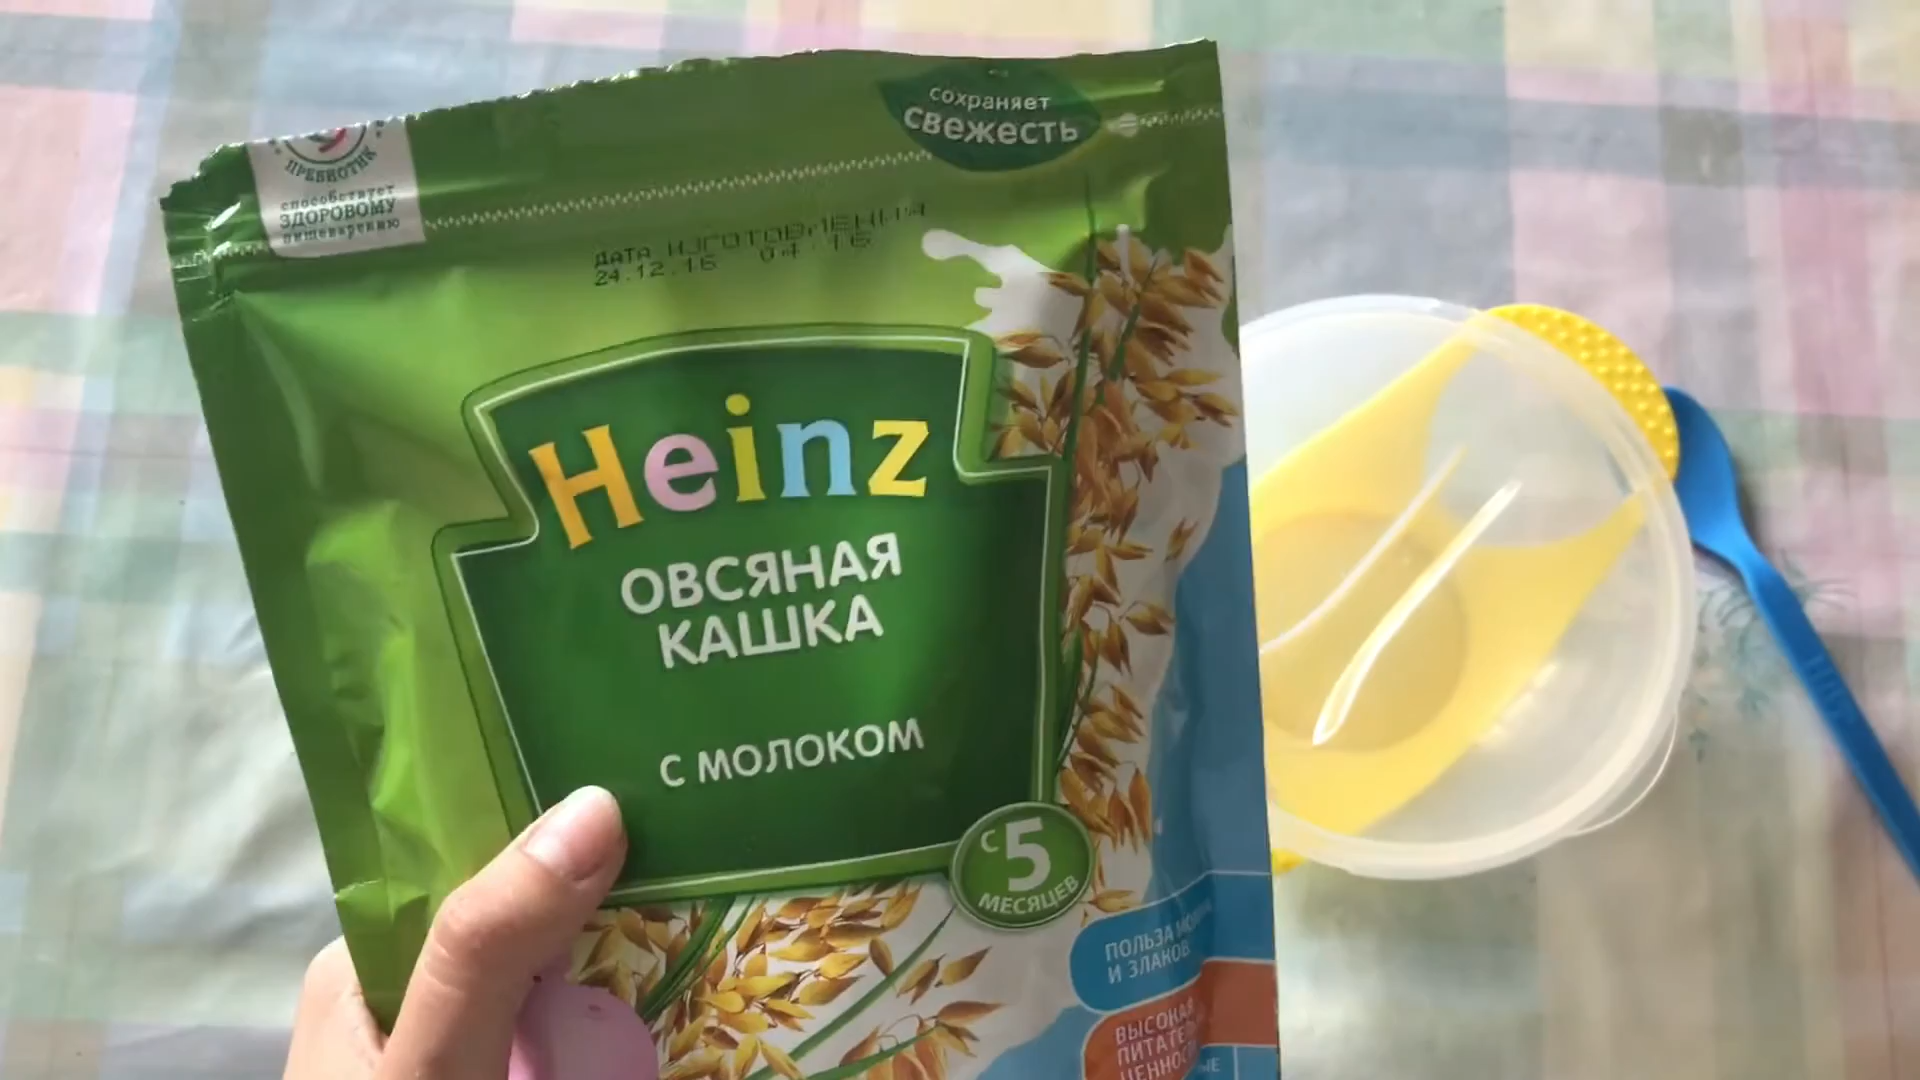 сохраняет
свежесть
ПРЕБИОТИК
способствует
ЗДОРОВОМУ
пищеварению
ДАТА ИЗГОТОВЛЕНИЯ
24.12.16 04 16
Heinz
ОВСЯНАЯ
КАШКА
С МОЛОКОМ
С 5
МЕСЯЦЕВ
ПОЛЬЗА
И ЗЛАКОВ
ВЫСОКАЯ